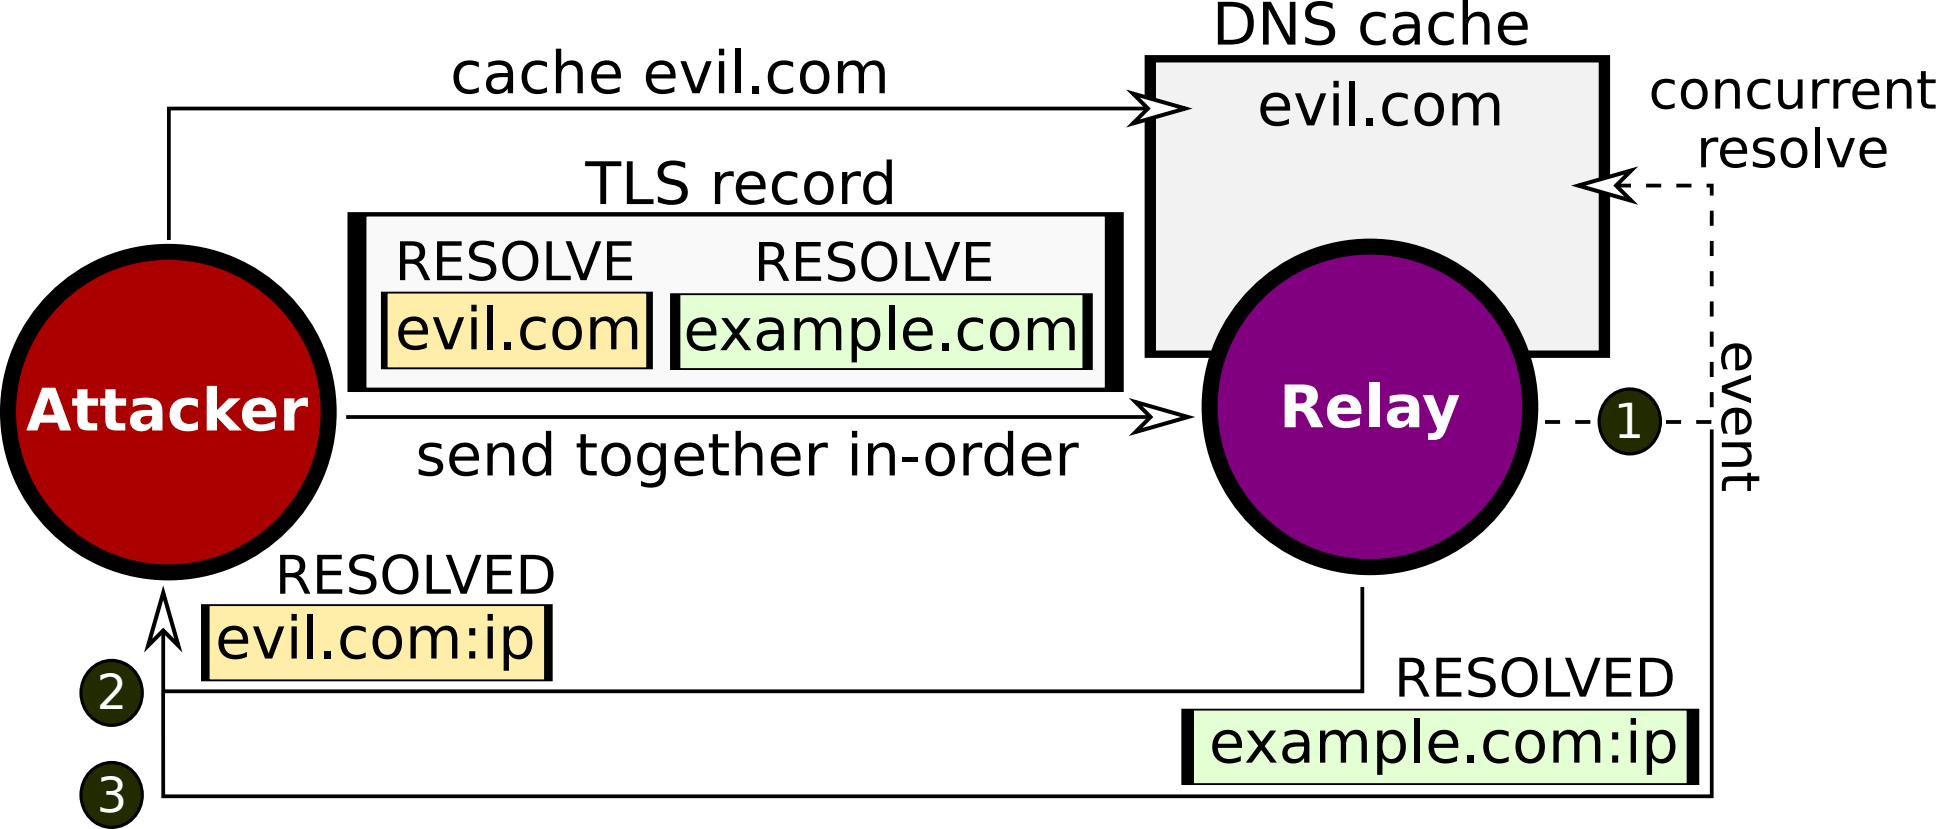 DNS cache
cache evil.com
evil.com
concurrent
resolve
TLS record
RESOLVE
RESOLVE
evil.com
example.com
Attacker
Relay
1
event
send together in-order
RESOLVED
evil.com:ip
2
RESOLVED
example.com:ip
3